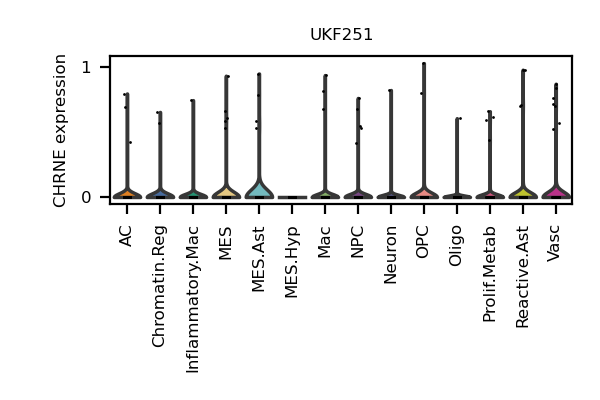 UKF251
CHRNE expression
1
0
AC
Chromatin.Reg
Inflammatory.Mac
MES
MES.Ast
MES.Hyp
Mac
NPC
Neuron
OPC
Oligo
Prolif.Metab
Reactive.Ast
Vasc